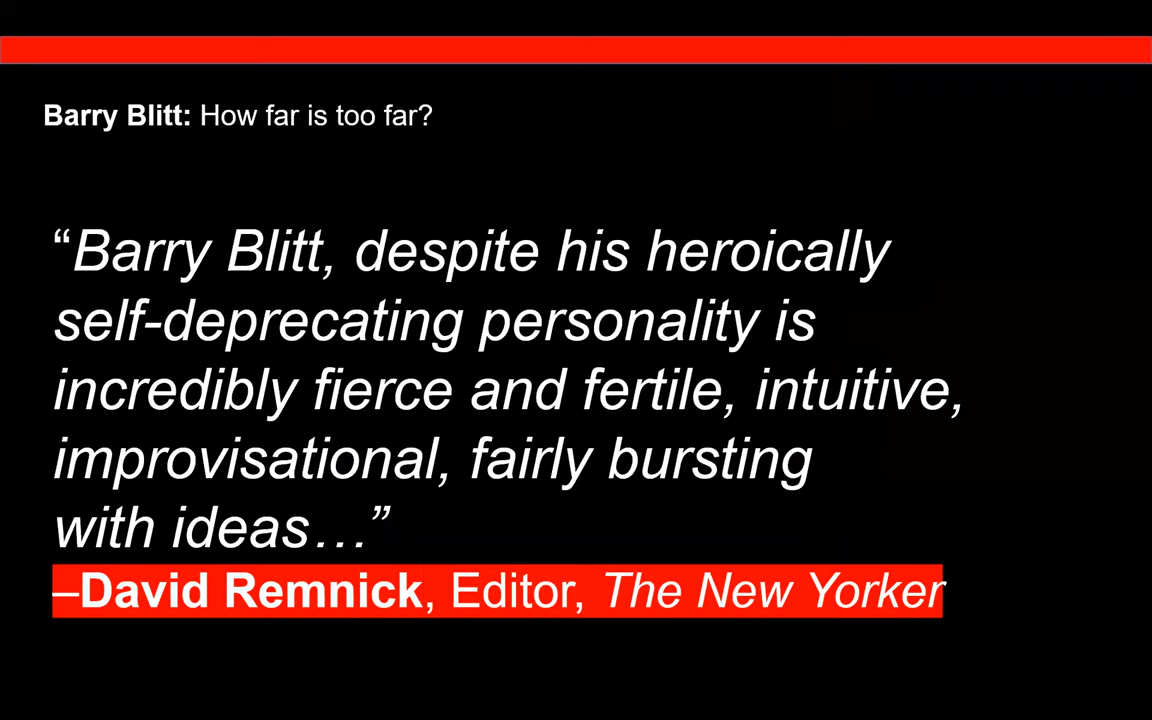 Barry Blitt: How far is too far?
“Barry Blitt, despite his heroically
self-deprecating personality is
incredibly fierce and fertile, intuitive,
improvisational, fairly bursting
with ideas…”
–David Remnick, Editor, The New Yorker